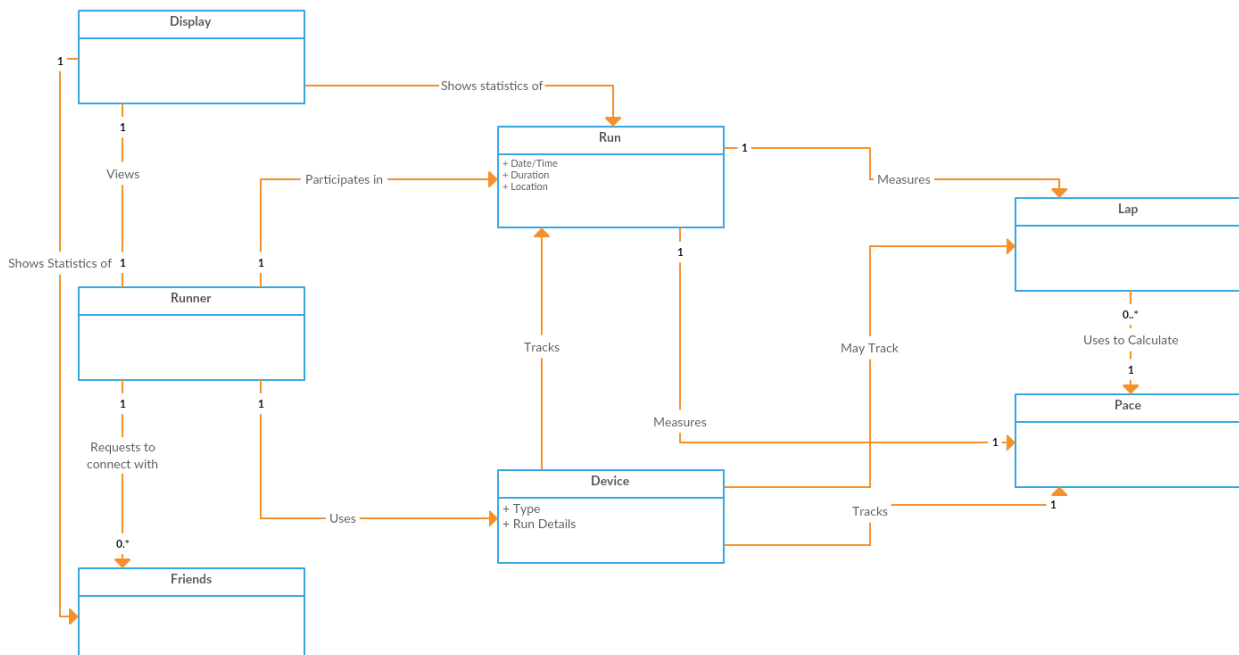 Display
1
Shows statistics of
1
Run
1
Views
+ Date/Time
+ Duration
+ Location
Participates in
Measures
Lap
1
Shows Statistics of
1
1
Runner
0..*
Tracks
May Track
Uses to Calculate
1
1
1
Pace
Requests to
connect with
Measures
1
Device
+ Type
+ Run Details
Uses
Tracks
1
0.*
Friends